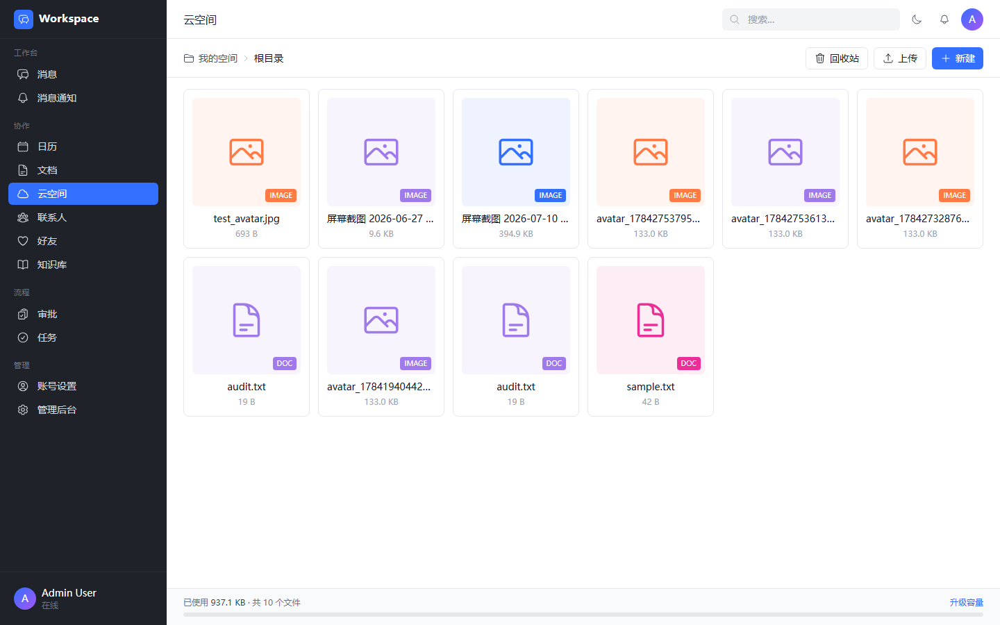 Workspace
工作台
消息
消息通知
协作
日历
文档
云空间
联系人
好友
知识库
流程
审批
任务
管理
账号设置
管理后台
A
Admin User
在线
云空间
搜索...
A
我的空间
根目录
回收站
上传
新建
IMAGE
test_avatar.jpg
693 B
IMAGE
屏幕截图 2026-06-27 ...
9.6 KB
IMAGE
屏幕截图 2026-07-10 ...
394.9 KB
IMAGE
avatar_17842753795...
133.0 KB
IMAGE
avatar_17842753613...
133.0 KB
IMAGE
avatar_17842732876...
133.0 KB
DOC
audit.txt
19 B
IMAGE
avatar_17841940442...
133.0 KB
DOC
audit.txt
19 B
DOC
sample.txt
42 B
已使用 937.1 KB · 共 10 个文件
升级容量